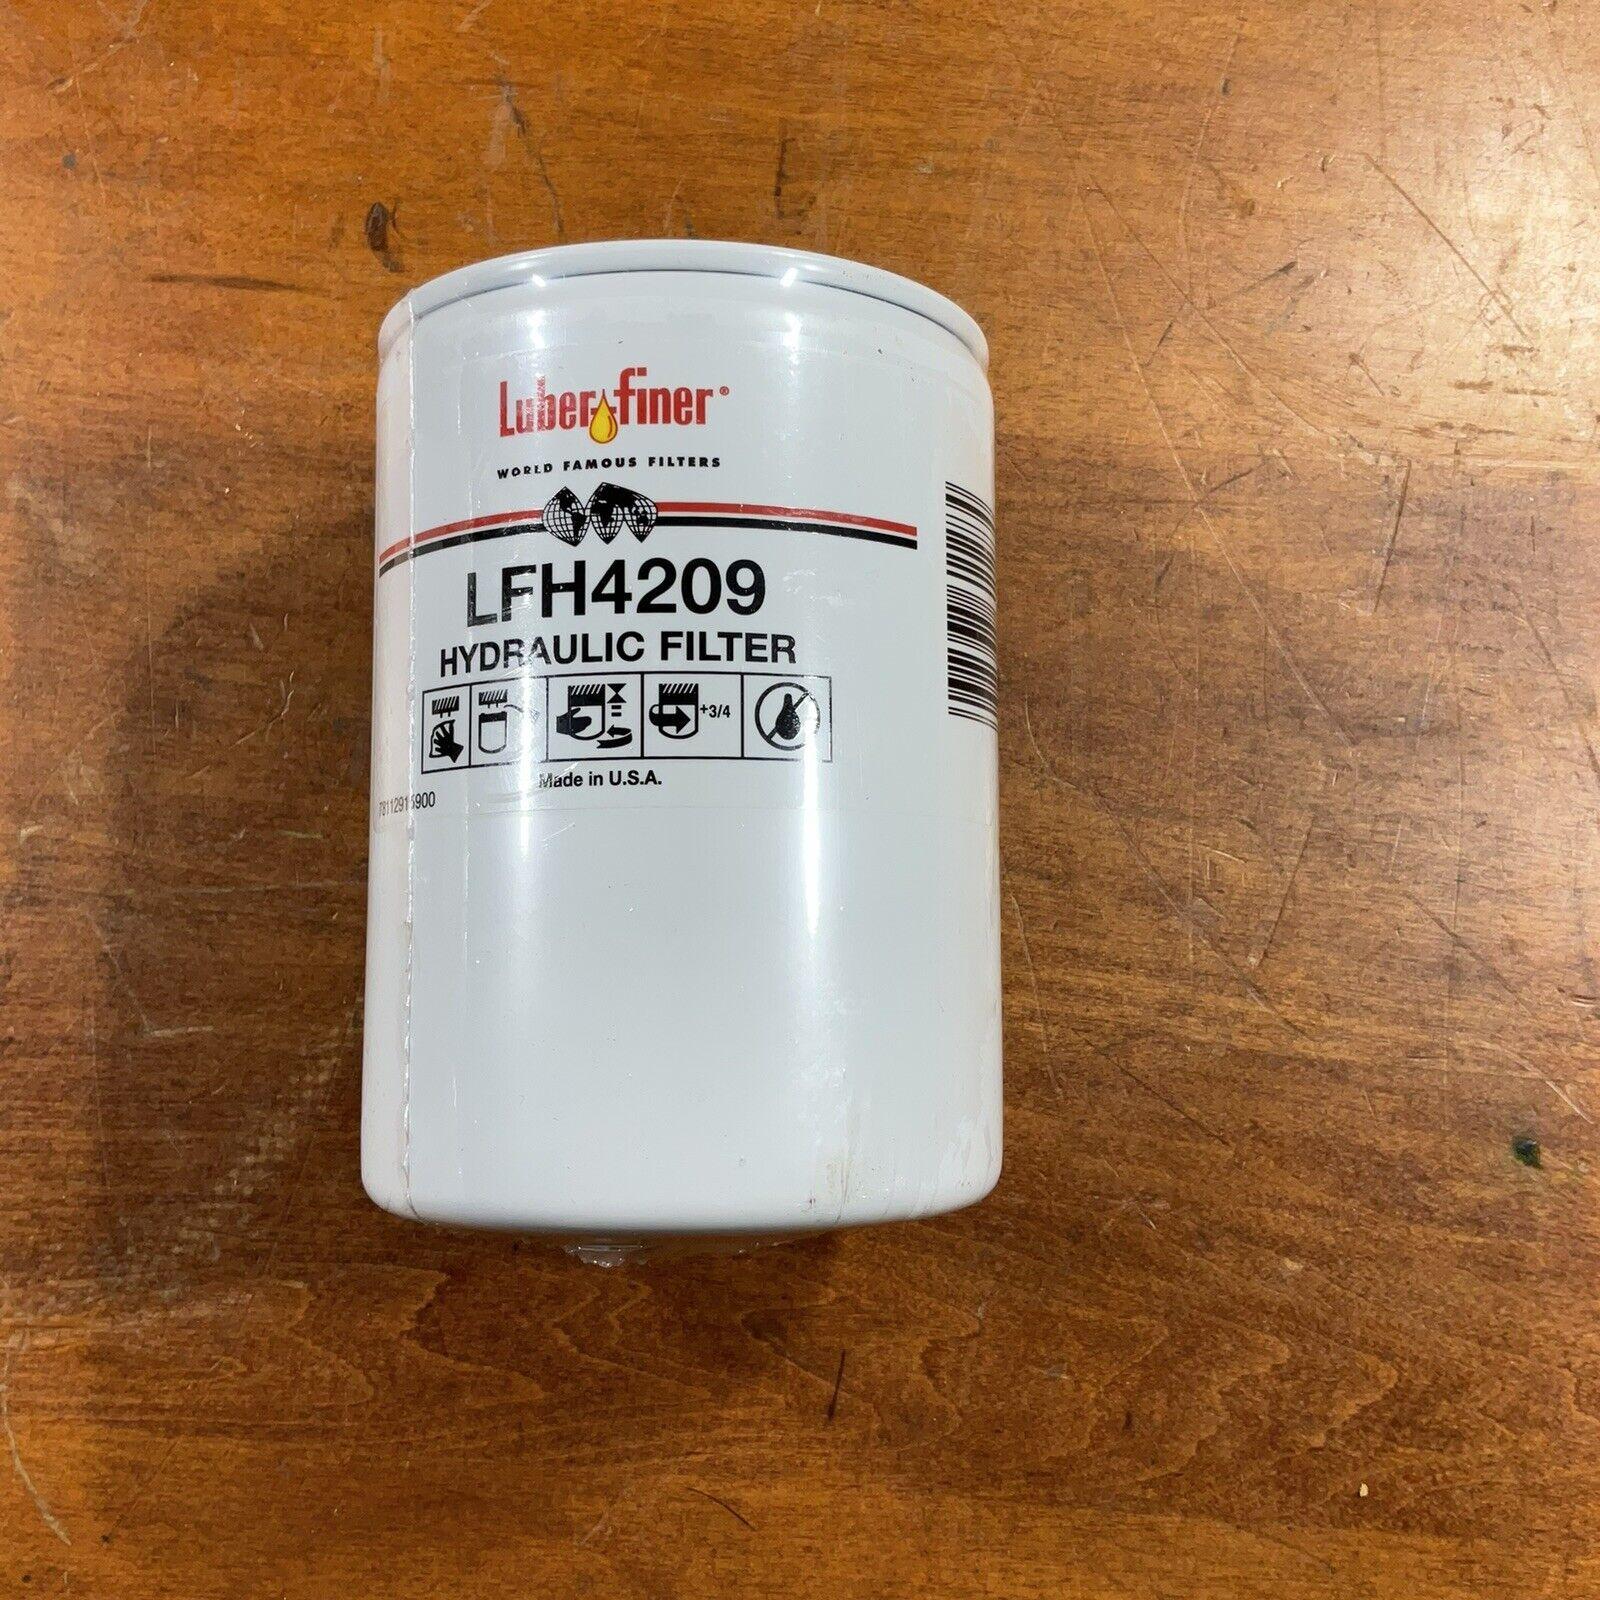 Luber-finer®
WORLD FAMOUS FILTERS
LFH4209
HYDRAULIC FILTER
+3/4
Made in U.S.A.